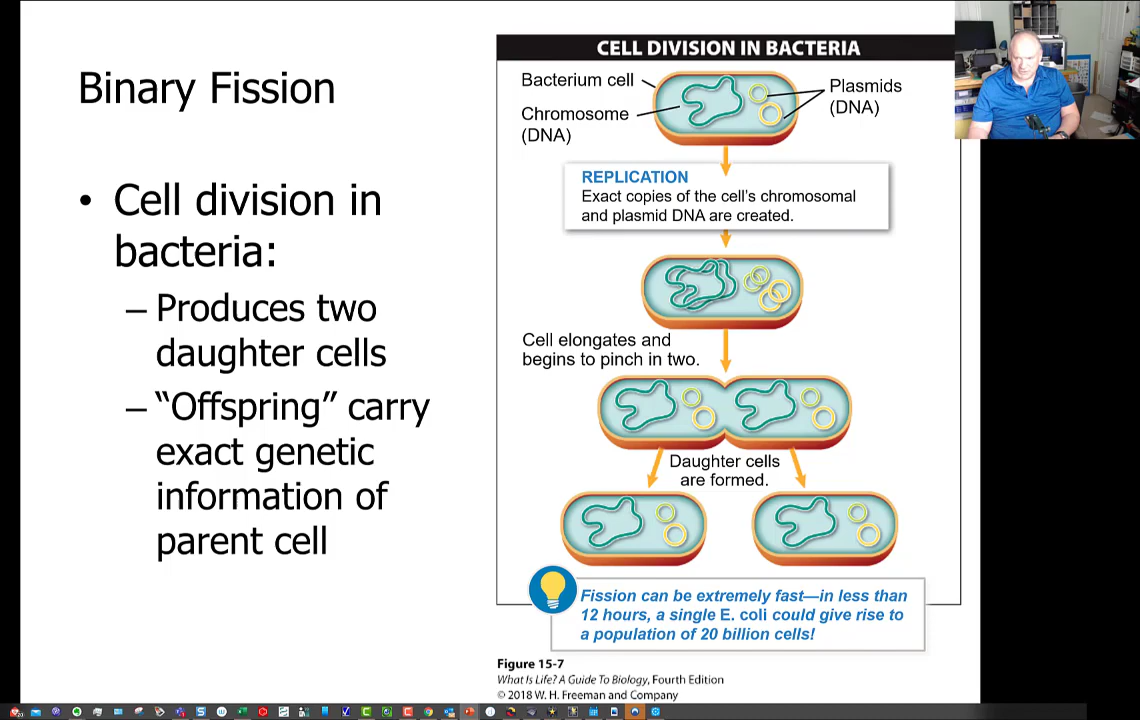 Binary Fission
• Cell division in
bacteria:
– Produces two
daughter cells
– “Offspring” carry
exact genetic
information of
parent cell
CELL DIVISION IN BACTERIA
Bacterium cell
Chromosome
(DNA)
Plasmids
(DNA)
REPLICATION
Exact copies of the cell’s chromosomal
and plasmid DNA are created.
Cell elongates and
begins to pinch in two.
Daughter cells
are formed.
Fission can be extremely fast—in less than
12 hours, a single E. coli could give rise to
a population of 20 billion cells!
Figure 15-7
What Is Life? A Guide To Biology, Fourth Edition
© 2018 W. H. Freeman and Company